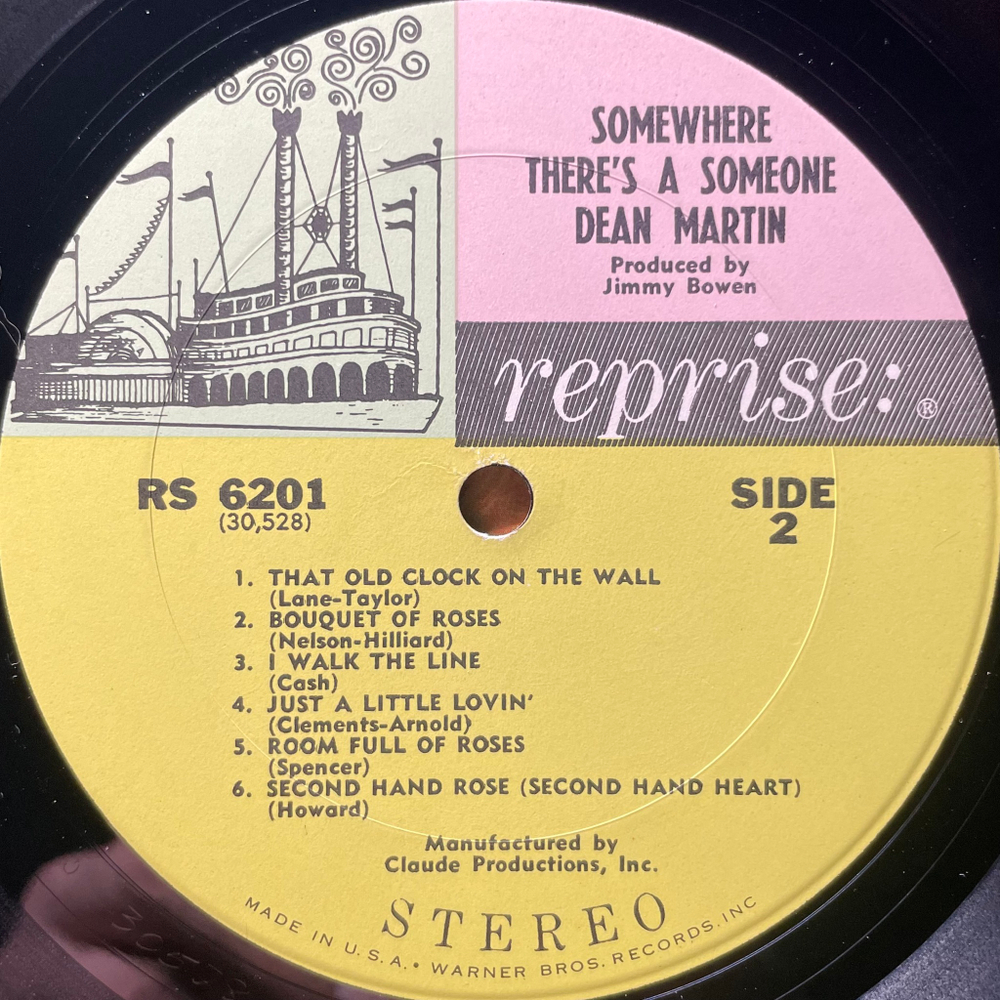 SOMEWHERE
THERE'S A SOMEONE
DEAN MARTIN
Produced by
Jimmy Bowen
reprise:®
RS 6201
(30,528)
SIDE
2
1. THAT OLD CLOCK ON THE WALL
(Lane-Taylor)
2. BOUQUET OF ROSES
(Nelson-Hilliard)
3. I WALK THE LINE
(Cash)
4. JUST A LITTLE LOVIN'
(Clements-Arnold)
5. ROOM FULL OF ROSES
(Spencer)
6. SECOND HAND ROSE (SECOND HAND HEART)
(Howard)
Manufactured by
Claude Productions, Inc.
STEREO
MADE IN U.S.A. • WARNER BROS. RECORDS, INC